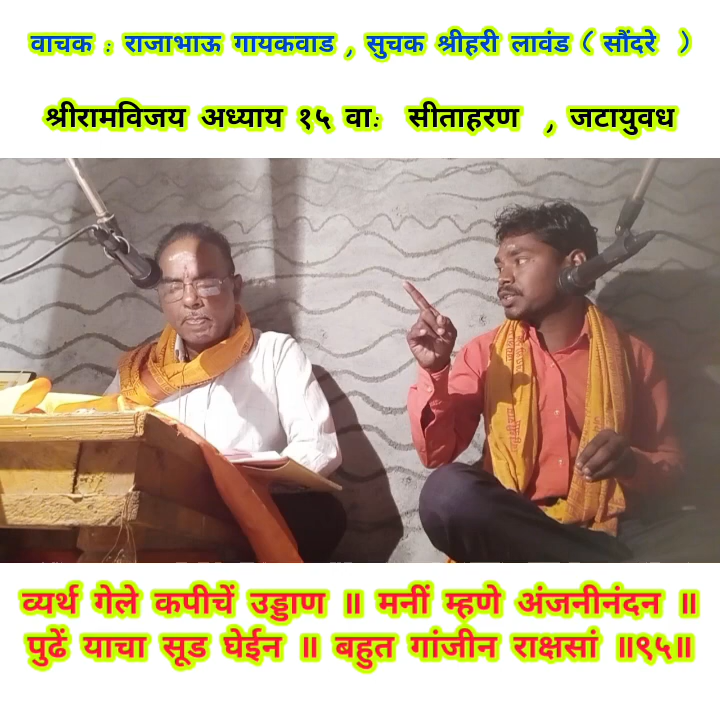 वाचक : राजाभाऊ गायकवाड , सुचक श्रीहरी लावंड ( सौंदरे )
श्रीरामविजय अध्याय १५ वाः सीताहरण , जटायुवध
व्यर्थ गेले कपीचें उड्डाण ॥ मनीं म्हणे अंजनीनंदन ॥
पुढें याचा सूड घेईन ॥ बहुत गांजीन राक्षसां ॥९५॥